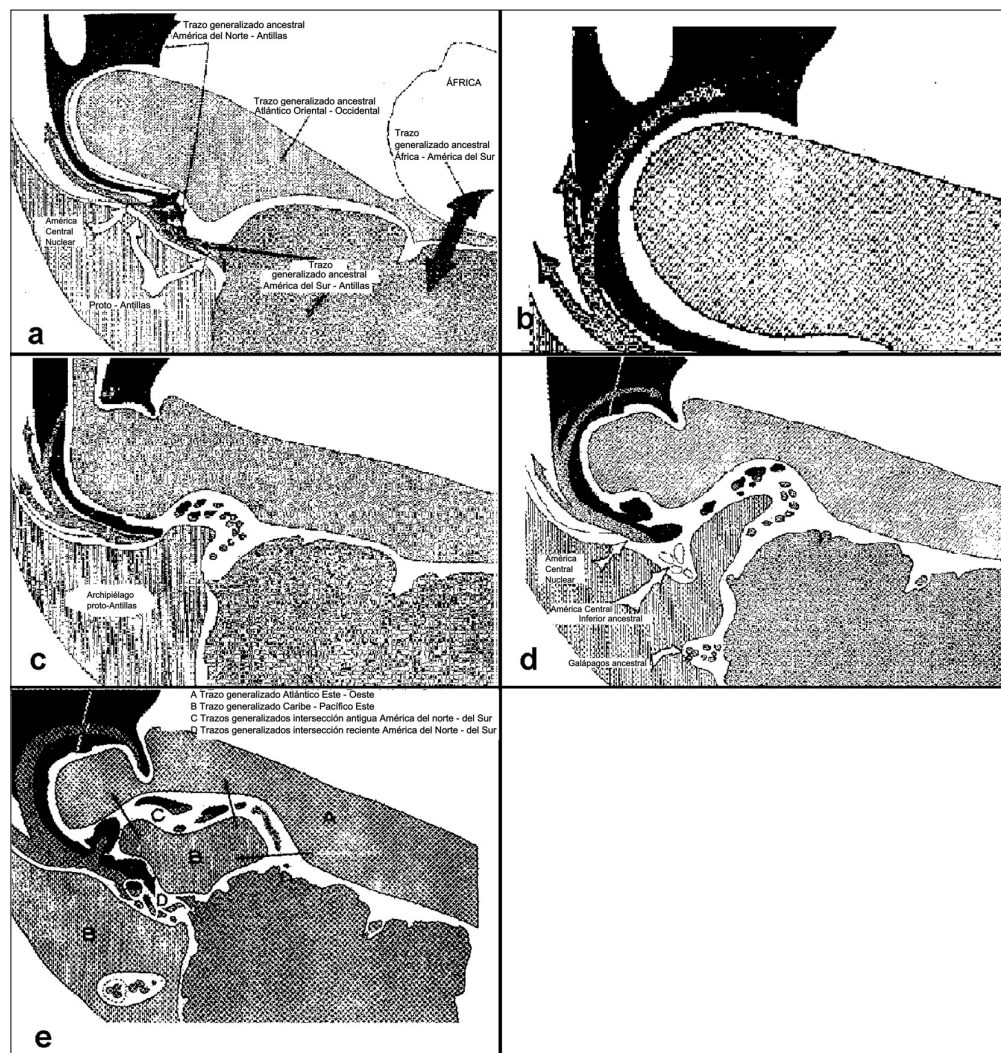 Trazo generalizado ancestral
América del Norte - Antillas
ÁFRICA
Trazo generalizado ancestral
Atlántico Oriental - Occidental
Trazo
generalizado ancestral
África - América del Sur
América
Central
Nuclear
Trazo
generalizado ancestral
América del Sur - Antillas
Proto - Antillas
a
b
Archipiélago
proto-Antillas
c
América
Central
Nuclear
América Central
Inferior ancestral
Galápagos ancestral
d
A Trazo generalizado Atlántico Este - Oeste
B Trazo generalizado Caribe - Pacífico Este
C Trazos generalizados intersección antigua América del norte - del Sur
D Trazos generalizados intersección reciente América del Norte - del Sur
C
A
B
D
B
e